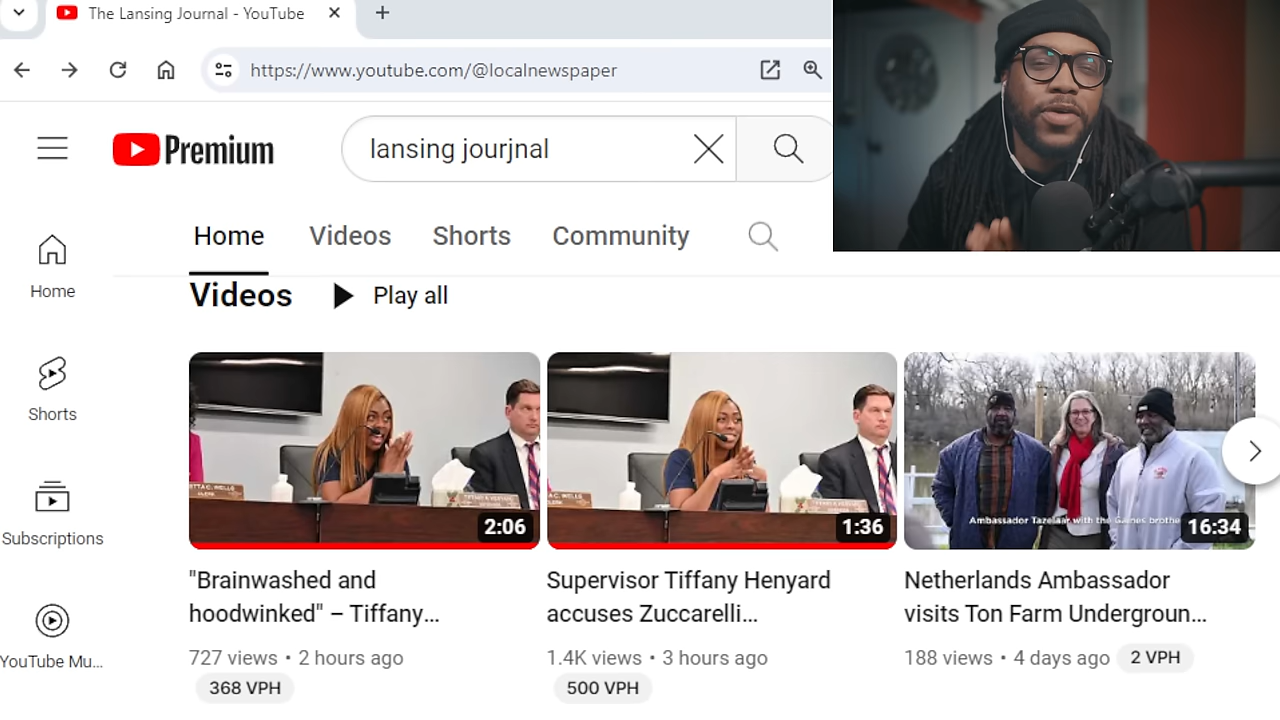 The Lansing Journal - YouTube
https://www.youtube.com/@localnewspaper
Premium
lansing jourjnal
Home Videos Shorts Community
Home
Shorts
Subscriptions
YouTube Mu...
Videos Play all
2:06
1:36
Ambassador Tazelaar with the Gaines brothe
16:34
"Brainwashed and
hoodwinked" – Tiffany...
727 views • 2 hours ago
368 VPH
Supervisor Tiffany Henyard
accuses Zuccarelli...
1.4K views • 3 hours ago
500 VPH
Netherlands Ambassador
visits Ton Farm Undergroun...
188 views • 4 days ago 2 VPH